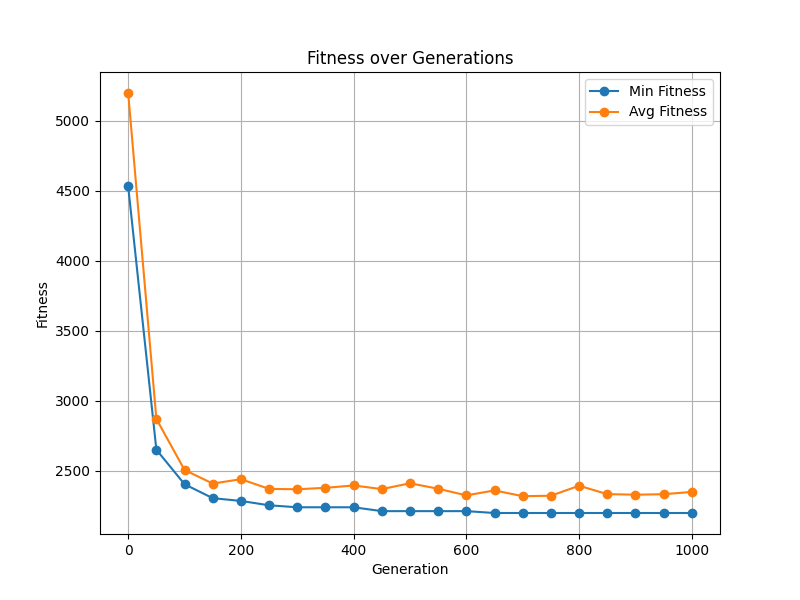 Fitness over Generations
Min Fitness
Avg Fitness
Fitness
5000
4500
4000
3500
3000
2500
0 200 400 600 800 1000
Generation